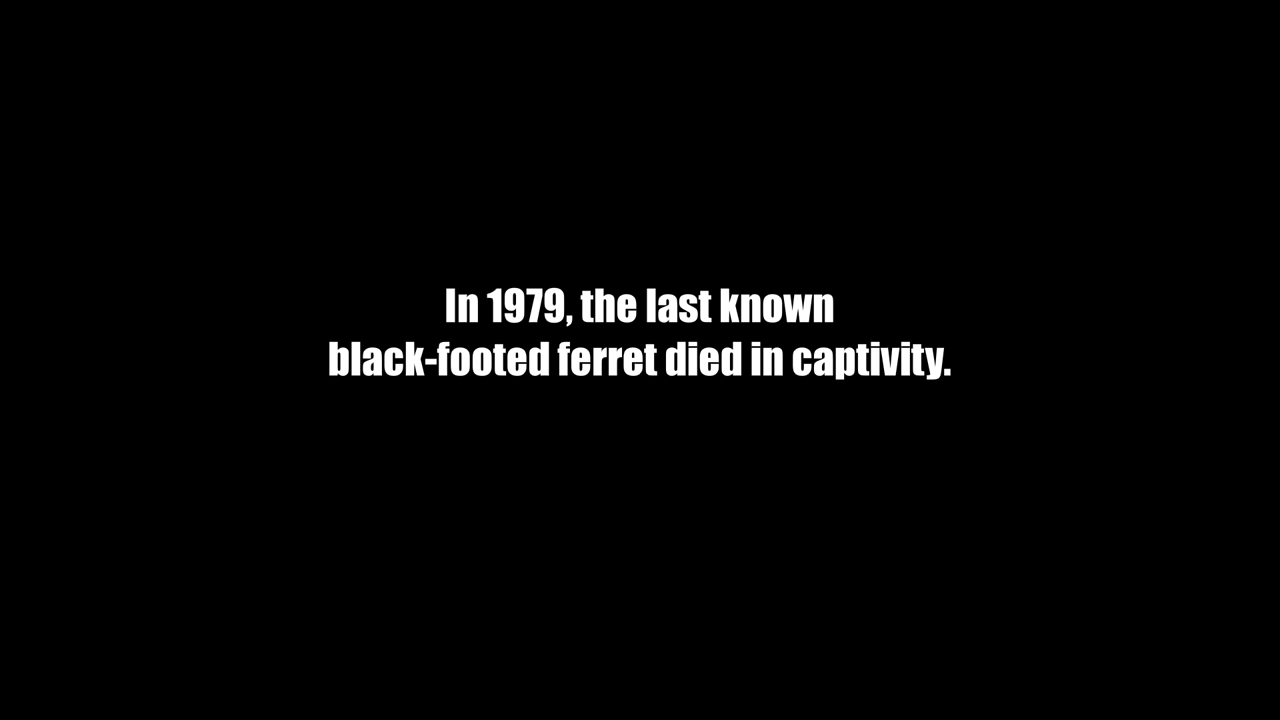 In 1979, the last known
black-footed ferret died in captivity.